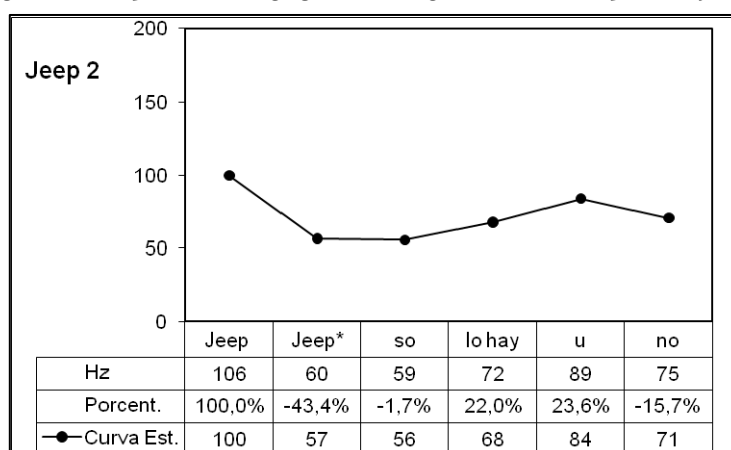 Jeep 2
200
150
100
50
0
Jeep Jeep* so lo hay u no
Hz 106 60 59 72 89 75
Porcent. 100,0% -43,4% -1,7% 22,0% 23,6% -15,7%
Curva Est. 100 57 56 68 84 71